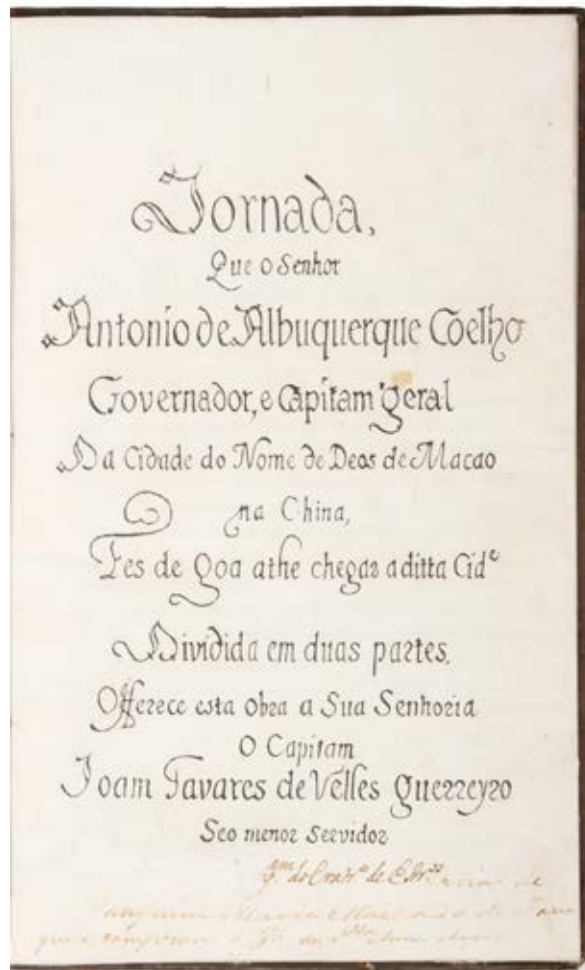 Jornada,
Que o Senhor
Antonio de Albuquerque Coelho
Governador, e Capitam geral
Da Cidade do Nome de Deos de Macao
na China,
Fes de Goa athe chegar a ditta Cidᵉ
Dividida em duas partes.
Offerece esta obra a Sua Senhoria
O Capitam
Joam Tavares de Velles Guerreyro
Seo menor Servidor